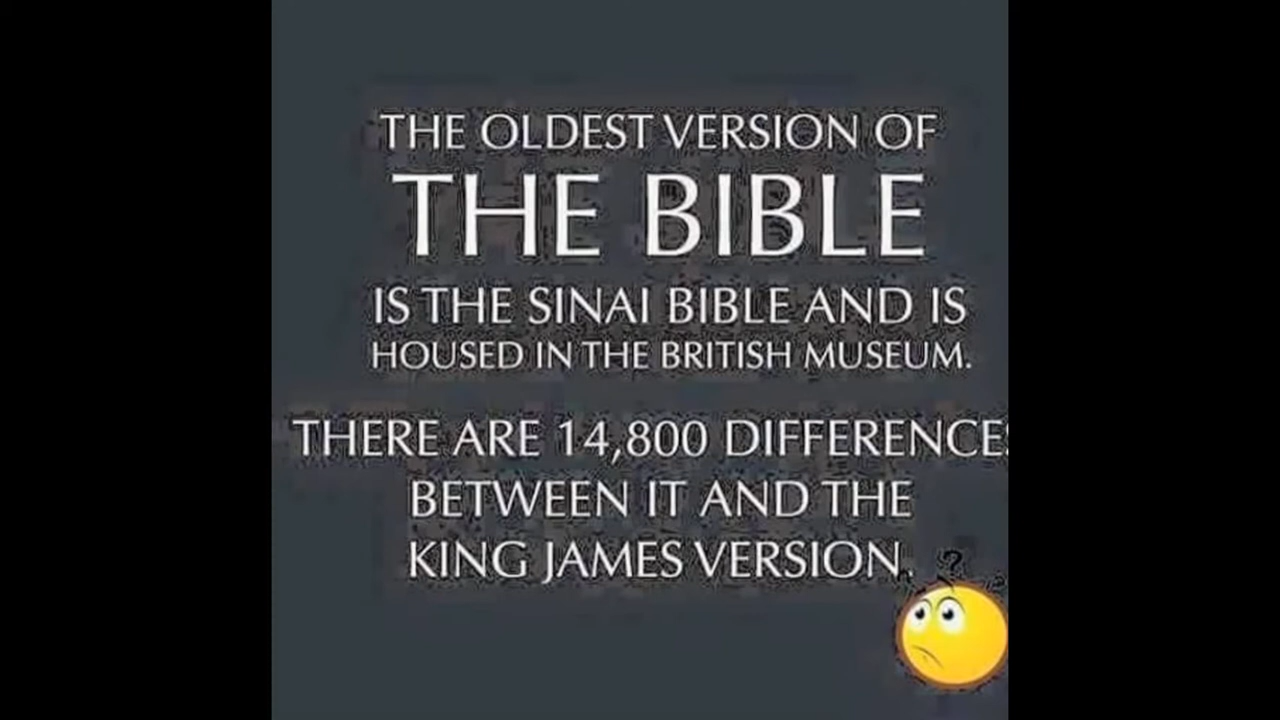 THE OLDEST VERSION OF
THE BIBLE
IS THE SINAI BIBLE AND IS
HOUSED IN THE BRITISH MUSEUM.
THERE ARE 14,800 DIFFERENCES
BETWEEN IT AND THE
KING JAMES VERSION.
?